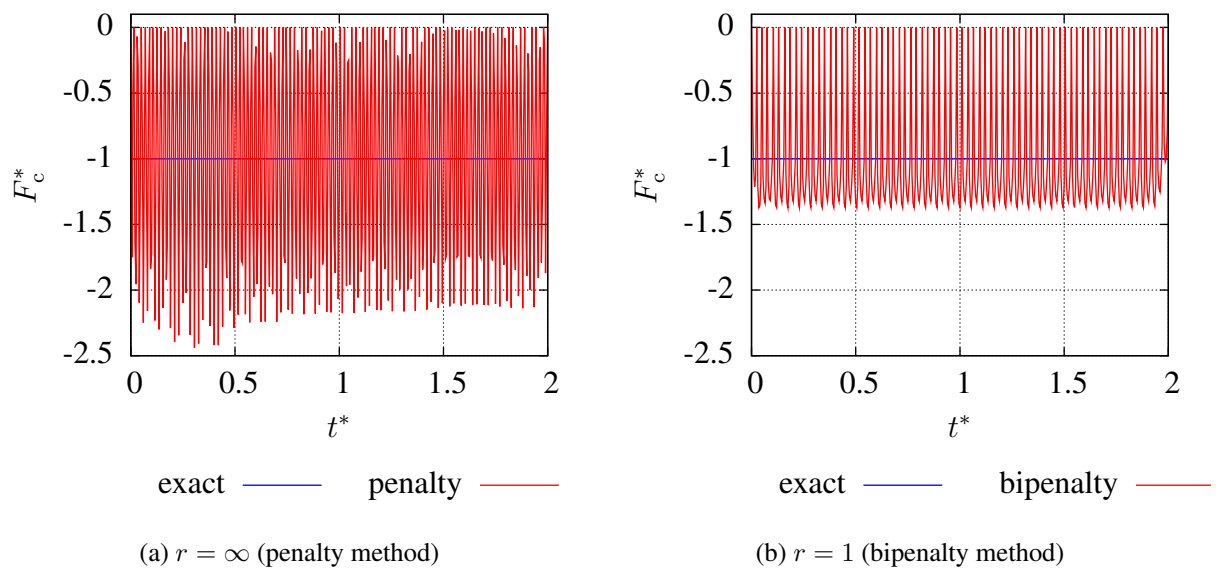 0
-0.5
-1
-1.5
-2
-2.5
F*c
0 0.5 1 1.5 2
t*
exact penalty
(a) r = ∞ (penalty method)
0
-0.5
-1
-1.5
-2
-2.5
F*c
0 0.5 1 1.5 2
t*
exact bipenalty
(b) r = 1 (bipenalty method)